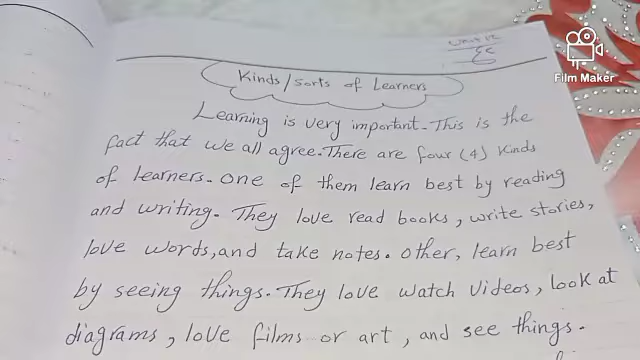 Film Maker
Kinds/Sorts of Learners
Learning is very important. This is the
fact that we all agree. There are four (4) kinds
of learners. One of them learn best by reading
and writing. They love read books, write stories,
love words, and take notes. Other, learn best
by seeing things. They love watch videos, look at
diagrams, love films or art, and see things.